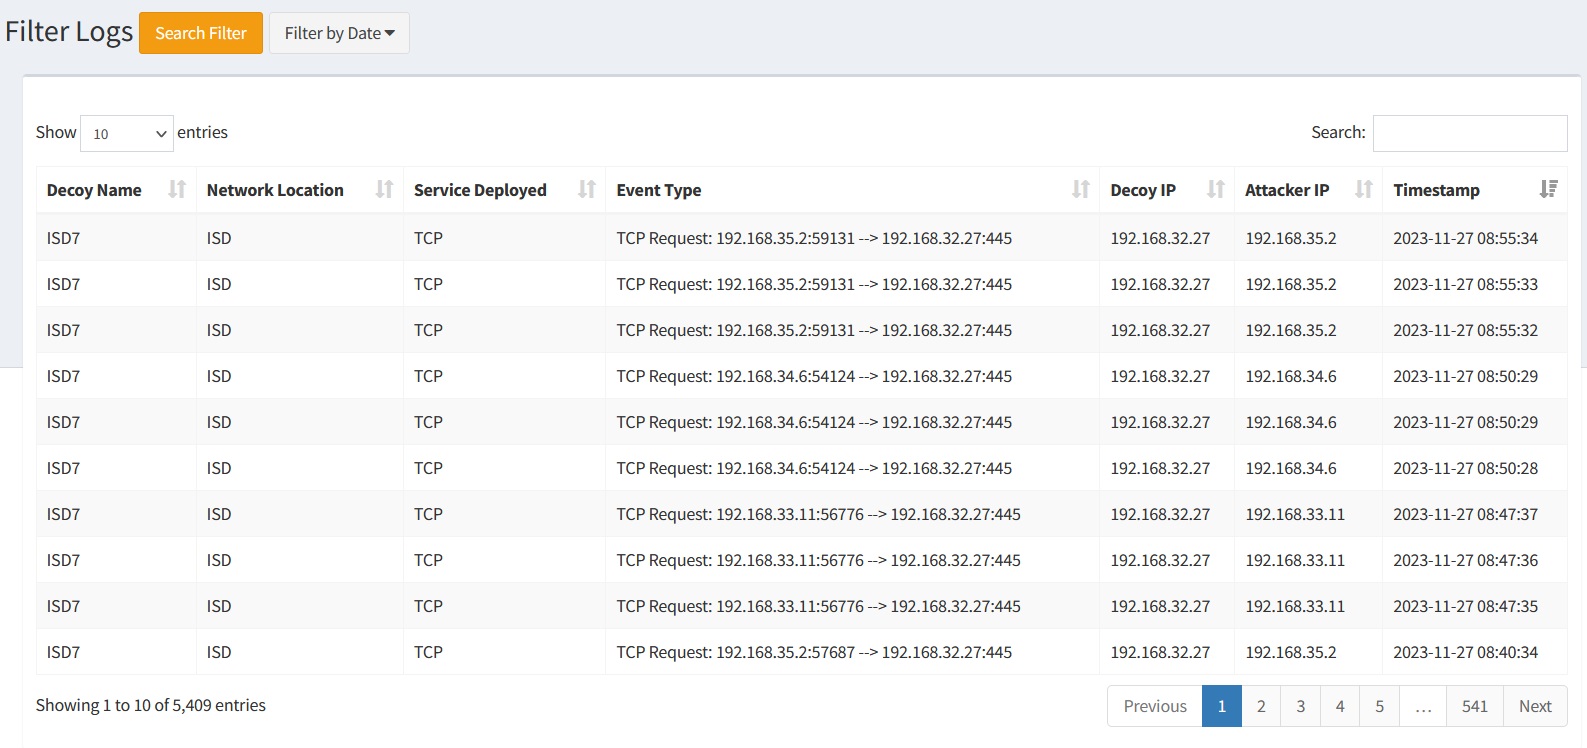 Filter Logs Search Filter Filter by Date
Show 10 entries Search:
Decoy Name Network Location Service Deployed Event Type Decoy IP Attacker IP Timestamp
ISD7 ISD TCP TCP Request: 192.168.35.2:59131 --> 192.168.32.27:445 192.168.32.27 192.168.35.2 2023-11-27 08:55:34
ISD7 ISD TCP TCP Request: 192.168.35.2:59131 --> 192.168.32.27:445 192.168.32.27 192.168.35.2 2023-11-27 08:55:33
ISD7 ISD TCP TCP Request: 192.168.35.2:59131 --> 192.168.32.27:445 192.168.32.27 192.168.35.2 2023-11-27 08:55:32
ISD7 ISD TCP TCP Request: 192.168.34.6:54124 --> 192.168.32.27:445 192.168.32.27 192.168.34.6 2023-11-27 08:50:29
ISD7 ISD TCP TCP Request: 192.168.34.6:54124 --> 192.168.32.27:445 192.168.32.27 192.168.34.6 2023-11-27 08:50:29
ISD7 ISD TCP TCP Request: 192.168.34.6:54124 --> 192.168.32.27:445 192.168.32.27 192.168.34.6 2023-11-27 08:50:28
ISD7 ISD TCP TCP Request: 192.168.33.11:56776 --> 192.168.32.27:445 192.168.32.27 192.168.33.11 2023-11-27 08:47:37
ISD7 ISD TCP TCP Request: 192.168.33.11:56776 --> 192.168.32.27:445 192.168.32.27 192.168.33.11 2023-11-27 08:47:36
ISD7 ISD TCP TCP Request: 192.168.33.11:56776 --> 192.168.32.27:445 192.168.32.27 192.168.33.11 2023-11-27 08:47:35
ISD7 ISD TCP TCP Request: 192.168.35.2:57687 --> 192.168.32.27:445 192.168.32.27 192.168.35.2 2023-11-27 08:40:34
Showing 1 to 10 of 5,409 entries Previous 1 2 3 4 5 … 541 Next